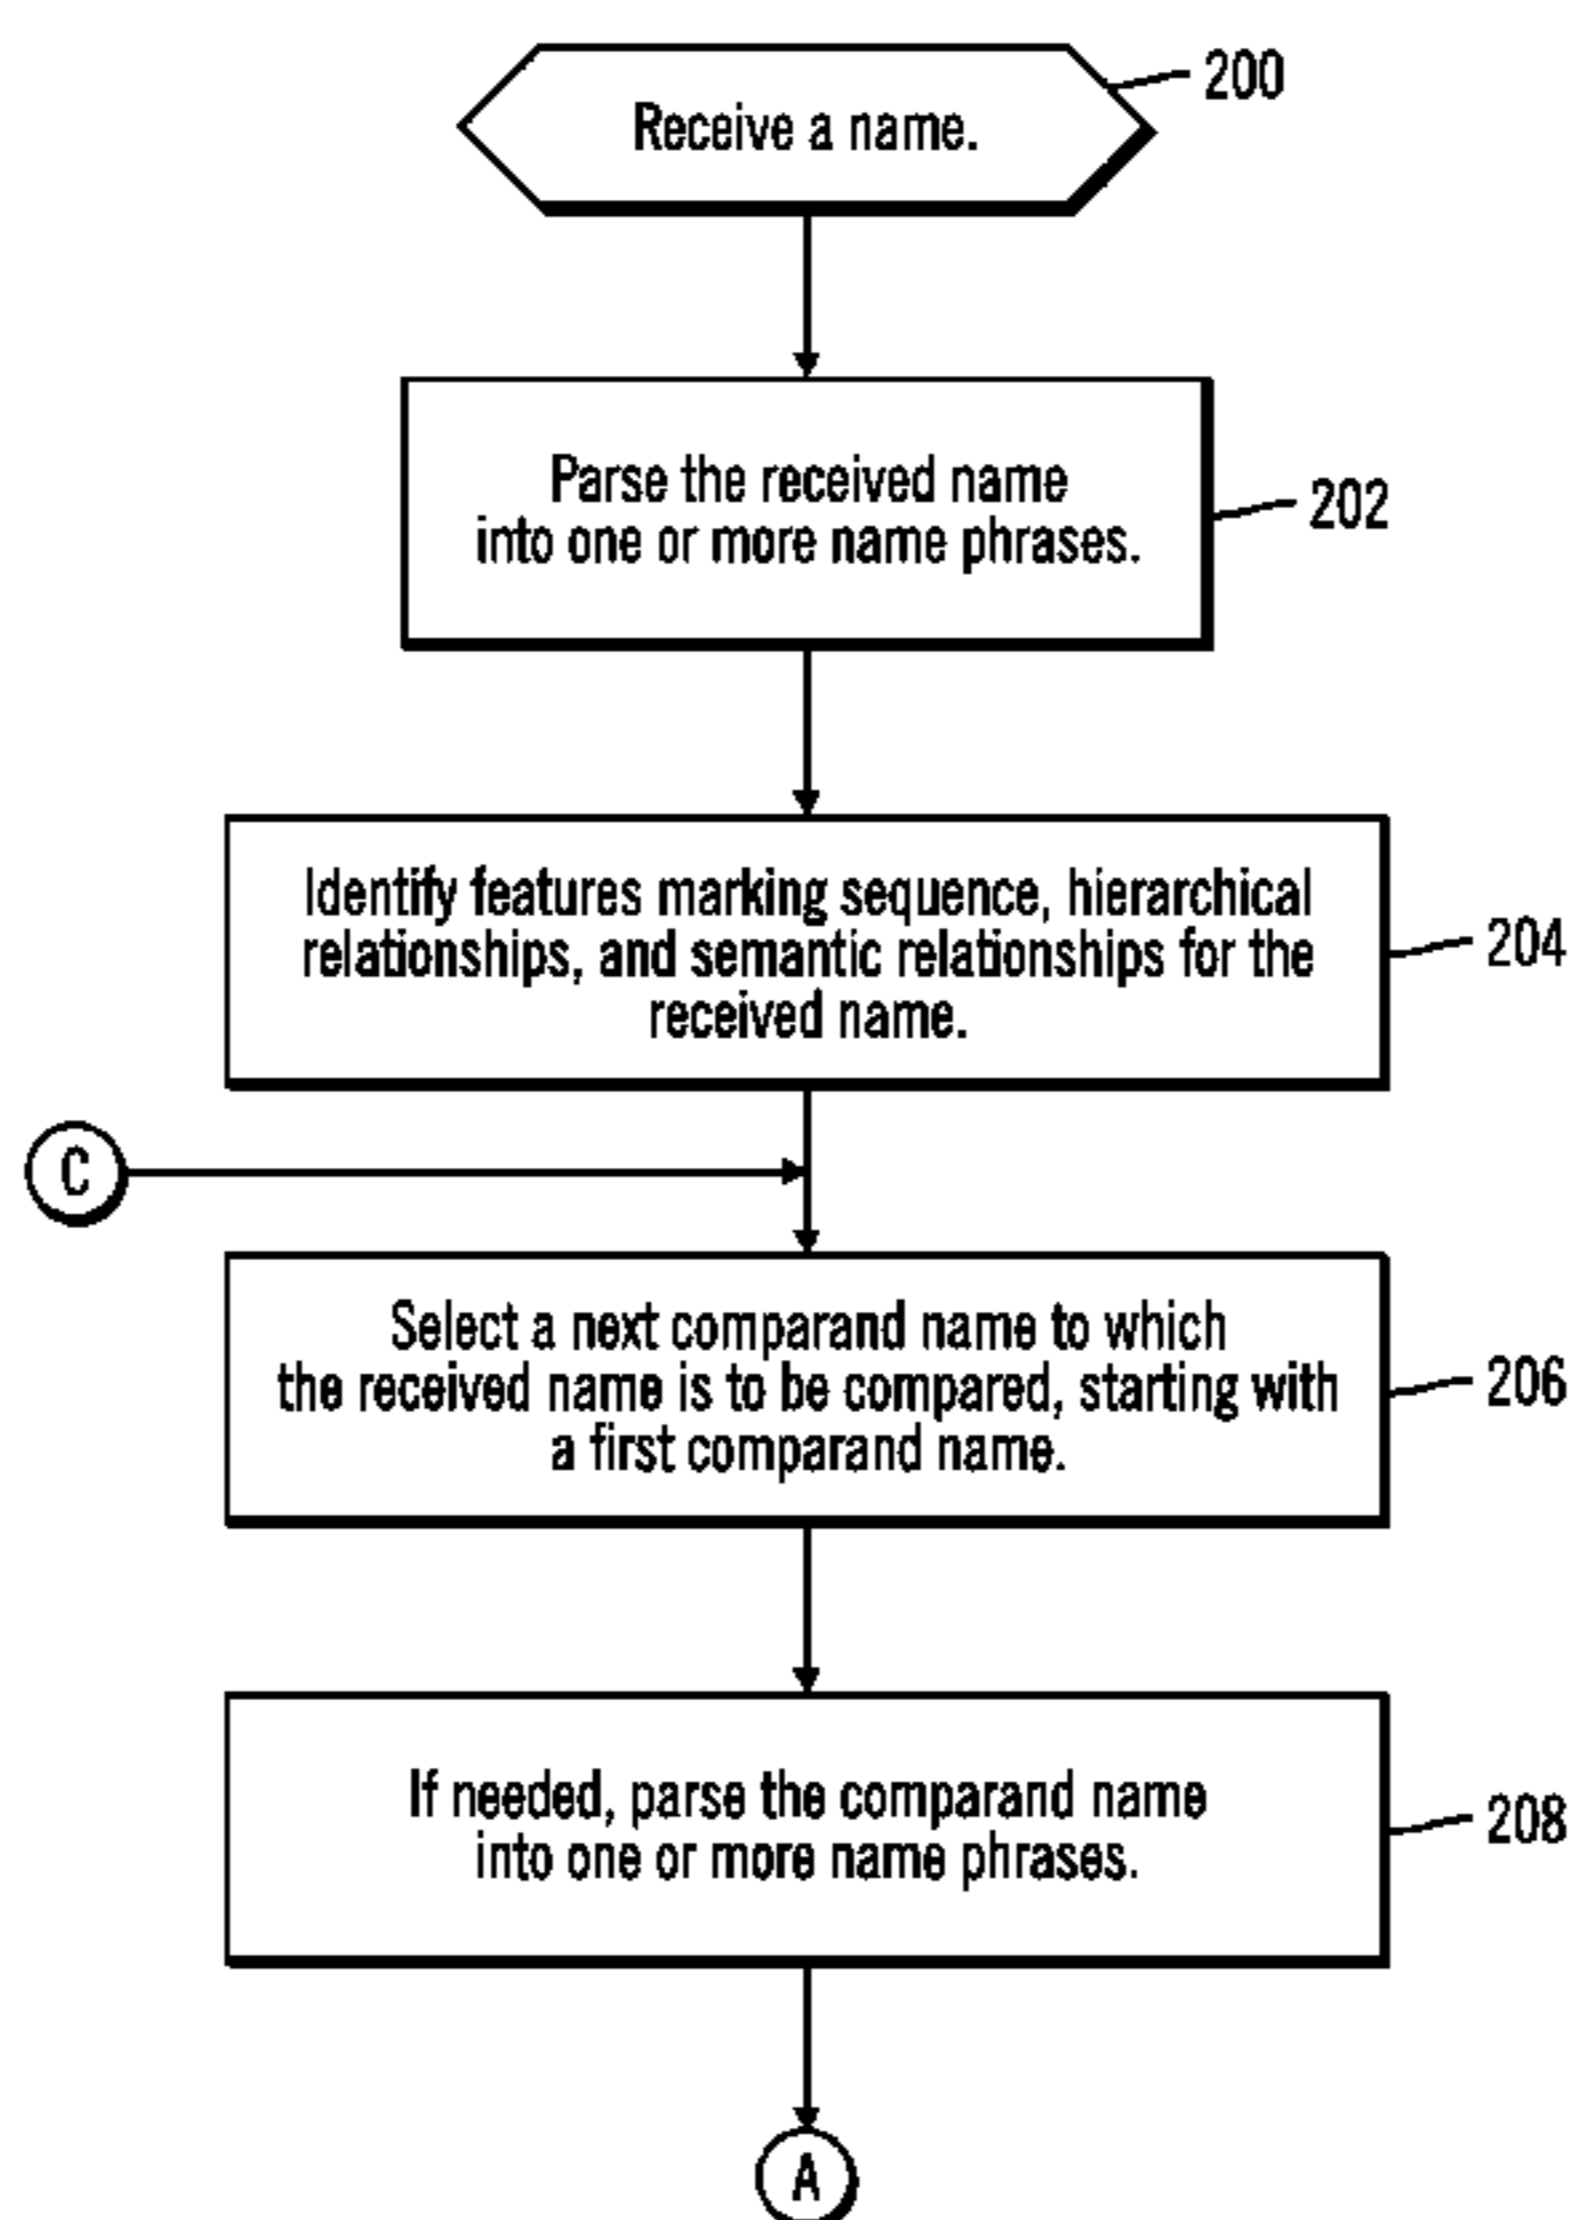 Receive a name.
200
Parse the received name
into one or more name phrases.
202
Identify features marking sequence, hierarchical
relationships, and semantic relationships for the
received name.
204
C
Select a next comparand name to which
the received name is to be compared, starting with
a first comparand name.
206
If needed, parse the comparand name
into one or more name phrases.
208
A